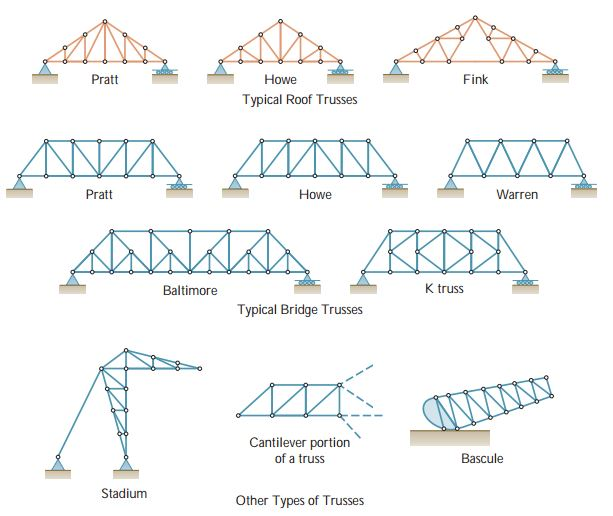 Pratt
Howe
Fink
Typical Roof Trusses
Pratt
Howe
Warren
Baltimore
K truss
Typical Bridge Trusses
Stadium
Cantilever portion
of a truss
Bascule
Other Types of Trusses